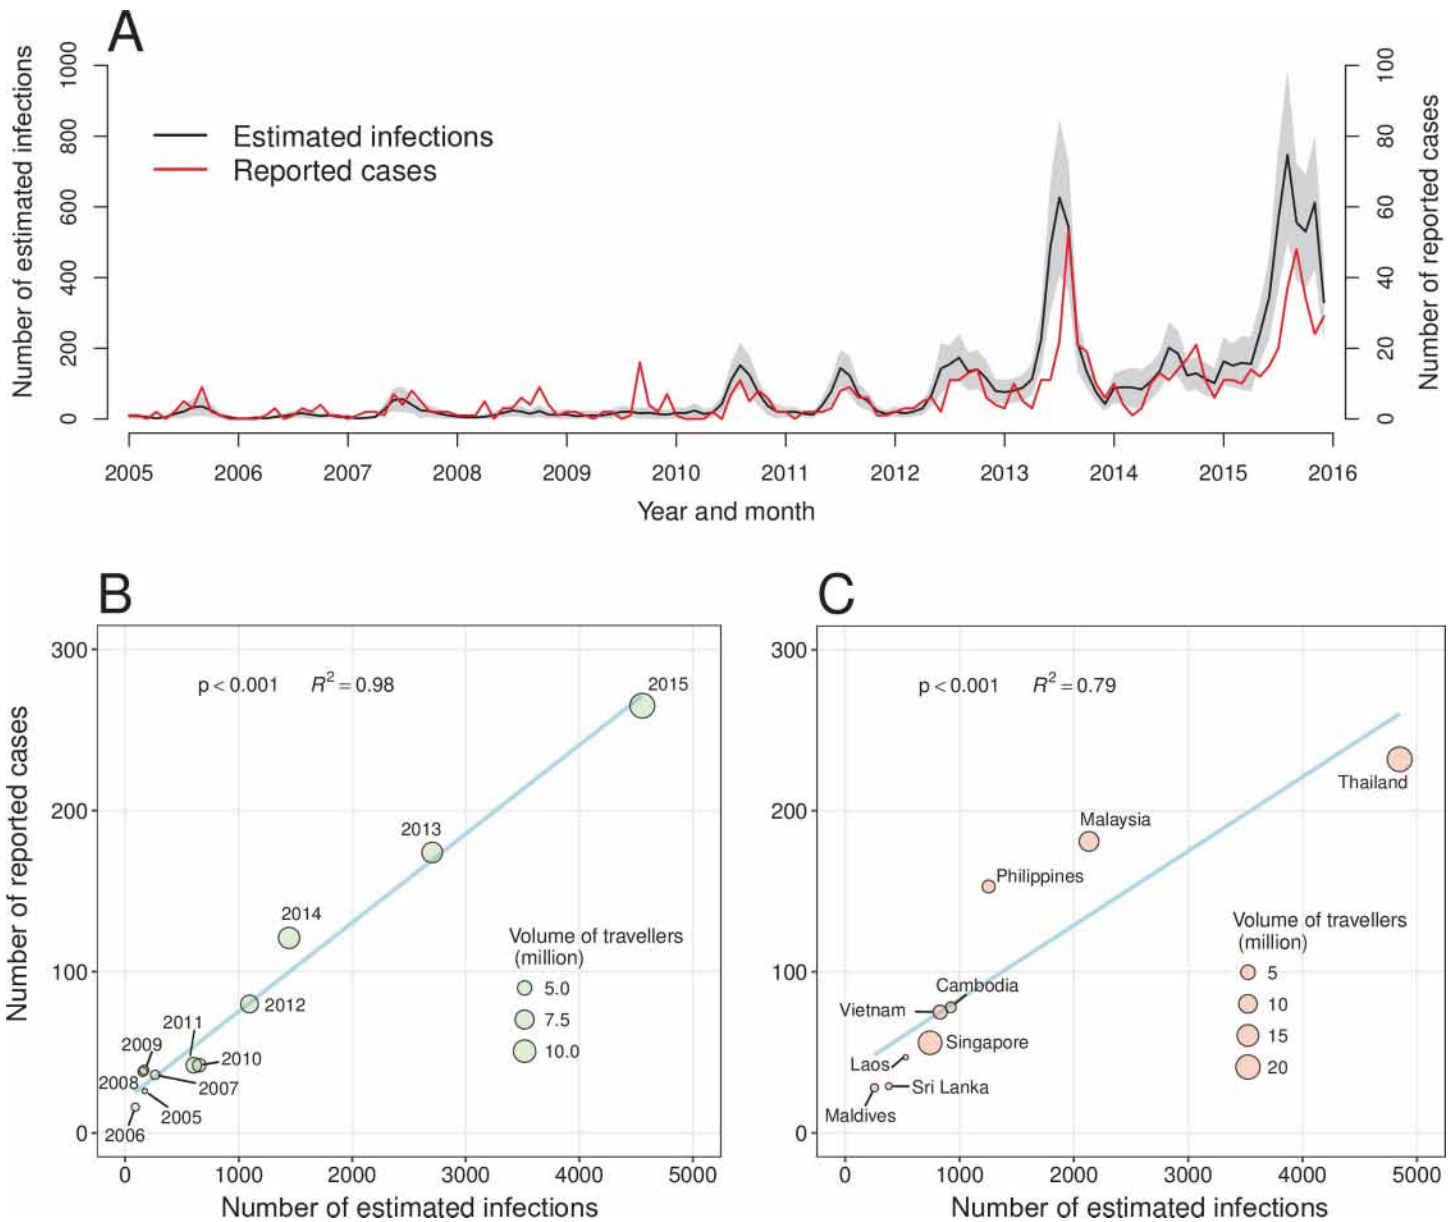 A
Number of estimated infections
1000
800
600
400
200
0
Estimated infections
Reported cases
100
80
60
40
20
0
Number of reported cases
2005 2006 2007 2008 2009 2010 2011 2012 2013 2014 2015 2016
Year and month
B
Number of reported cases
300
200
100
0
p < 0.001 R² = 0.98
2015
2013
2014
2012
2011
2009
2010
2008
2007
2005
2006
Volume of travellers
(million)
5.0
7.5
10.0
0 1000 2000 3000 4000 5000
Number of estimated infections
C
300
200
100
0
p < 0.001 R² = 0.79
Thailand
Malaysia
Philippines
Cambodia
Vietnam
Singapore
Laos
Sri Lanka
Maldives
Volume of travellers
(million)
5
10
15
20
0 1000 2000 3000 4000 5000
Number of estimated infections